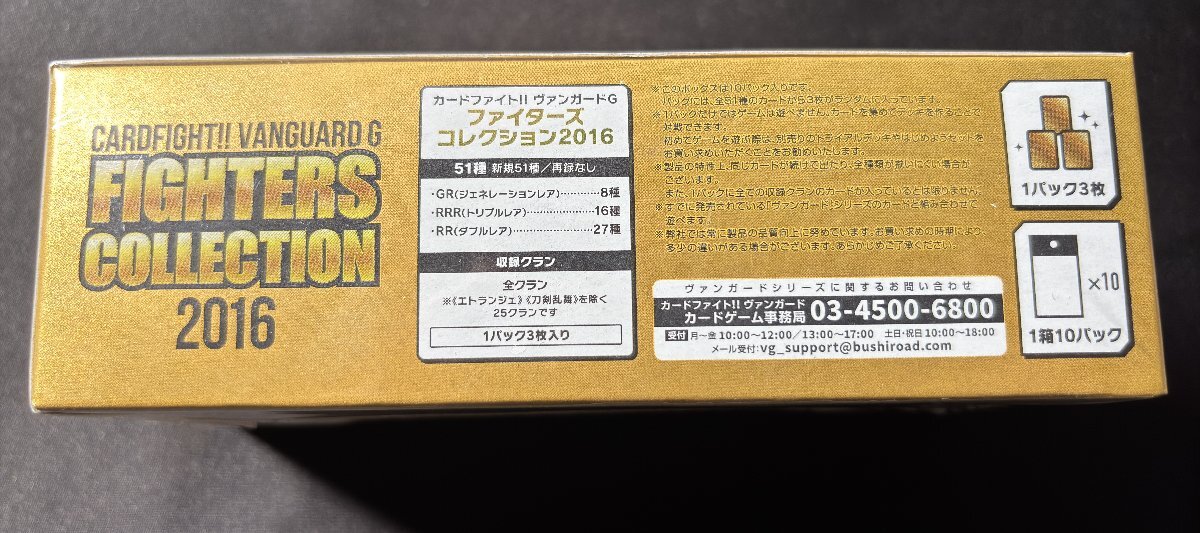 CARDFIGHT!! VANGUARD G
FIGHTERS
COLLECTION
2016
カードファイト!! ヴァンガードG
ファイターズ
コレクション2016
51種 新規51種／再録なし
・GR(ジェネレーションレア)…………8種
・RRR(トリプルレア)……………………16種
・RR(ダブルレア)………………………27種
収録クラン
全クラン
※《エトランジェ》《刀剣乱舞》を除く
25クランです
1パック3枚入り
※このボックスは10パック入りです。
パックには、全51種のカードから3枚がランダムに入っています。
※1パックだけではゲームは遊べません。カードを集めてデッキを作ることで
対戦できます。
初めてゲームを遊ぶ際は、別売りのトライアルデッキやはじめようセットを
お買い求めいただくことをお勧めいたします。
※製品の特性上、同じカードが続けて出たり、全種類が揃いにくい場合が
ございます。
また、1パックに全ての収録クランのカードが入っているとは限りません。
※すでに発売されている「ヴァンガード」シリーズのカードと組み合わせて
遊べます。
※弊社では常に製品の品質向上に努めています。お買い求めの時期により、
多少の違いがある場合がございます。あらかじめご了承ください。
ヴァンガードシリーズに関するお問い合わせ
カードファイト!! ヴァンガード
カードゲーム事務局 03-4500-6800
受付 月〜金 10:00〜12:00／13:00〜17:00 土日・祝日 10:00〜18:00
メール受付:vg_support@bushiroad.com
1パック3枚
×10
1箱10パック